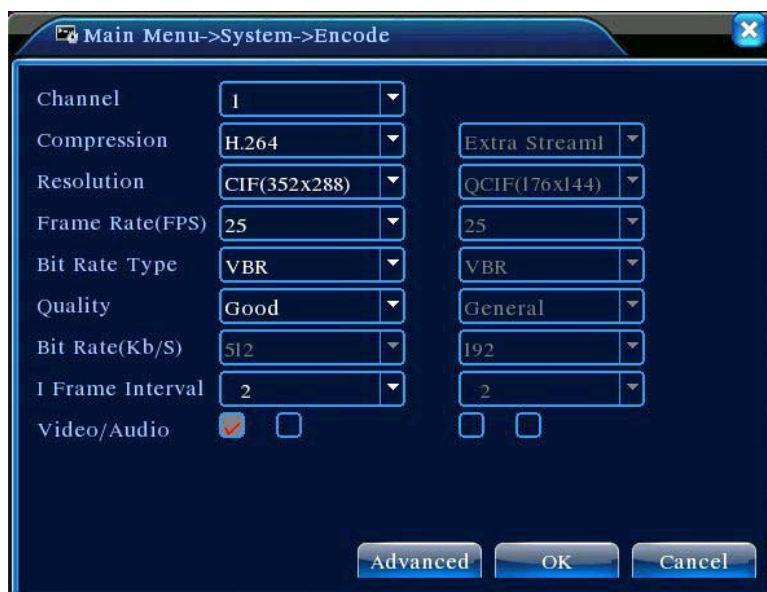 Main Menu->System->Encode
Channel 1
Compression H.264 Extra Stream1
Resolution CIF(352x288) QCIF(176x144)
Frame Rate(FPS) 25 25
Bit Rate Type VBR VBR
Quality Good General
Bit Rate(Kb/S) 512 192
I Frame Interval 2 2
Video/Audio
Advanced OK Cancel